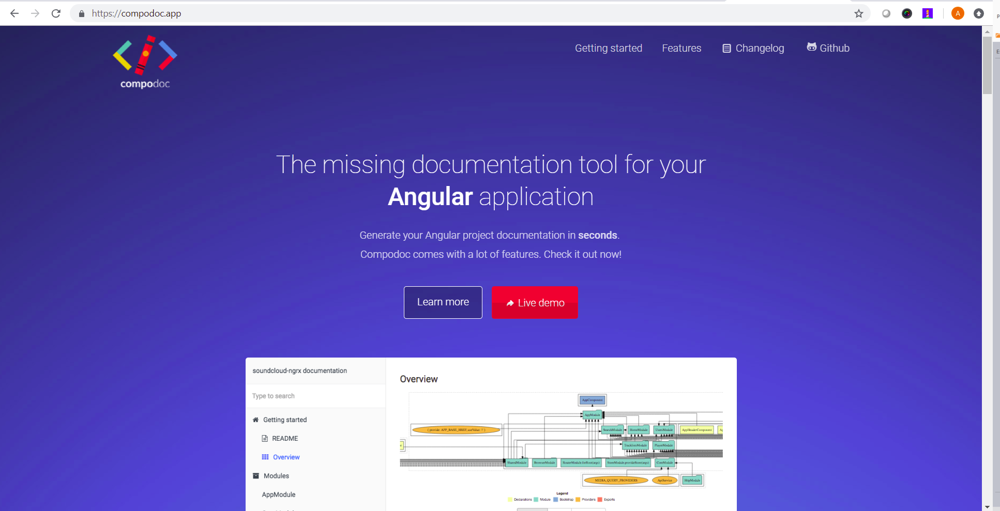 https://compodoc.app
A
compodoc
Getting started
Features
Changelog
Github
The missing documentation tool for your
Angular application
Generate your Angular project documentation in seconds.
Compodoc comes with a lot of features. Check it out now!
Learn more
Live demo
soundcloud-ngrx documentation
Type to search
Getting started
README
Overview
Modules
AppModule
Overview
AppComponent
AppModule
{ provide: APP_BASE_HREF, useValue: '/' }
SearchModule
HomeModule
UsersModule
AppHeaderComponent
TracklistsModule
PlayerModule
SharedModule
BrowserModule
RouterModule.forRoot(args)
StoreModule.provideStore(args)
CoreModule
MEDIA_QUERY_PROVIDERS
ApiService
HttpModule
Legend
Declarations
Module
Bootstrap
Providers
Exports